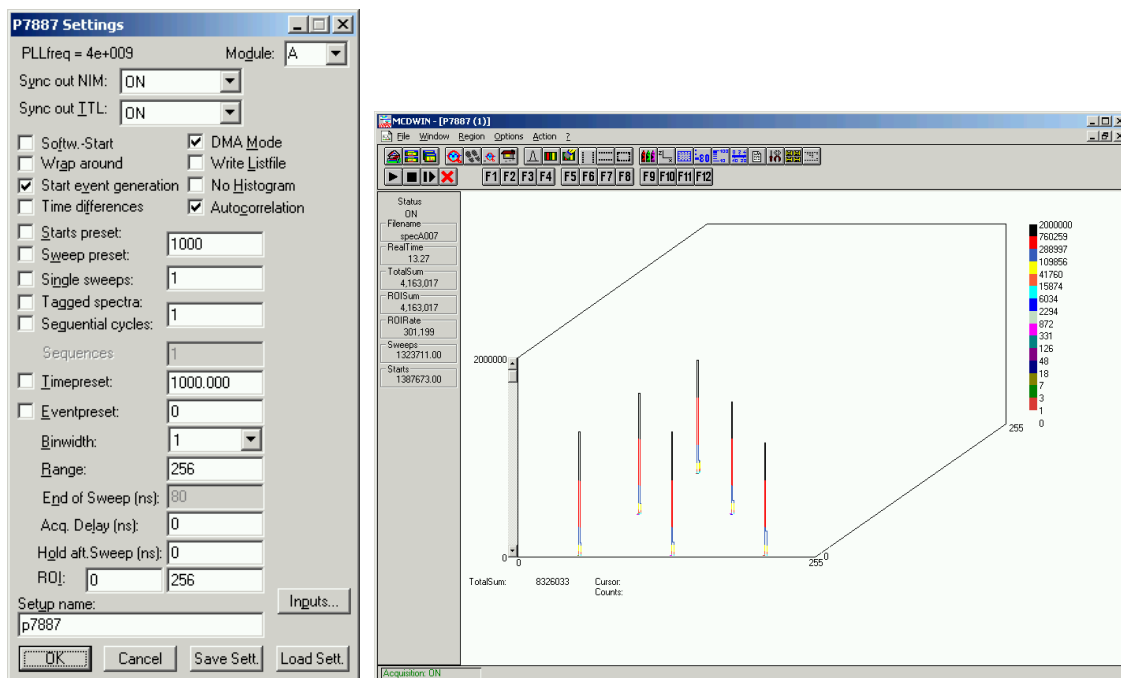 P7887 Settings
PLLfreq = 4e+009
Module: A
Sync out NIM: ON
Sync out TTL: ON
Softw.-Start
DMA Mode
Wrap around
Write Listfile
Start event generation
No Histogram
Time differences
Autocorrelation
Starts preset:
1000
Sweep preset:
Single sweeps: 1
Tagged spectra:
1
Sequential cycles:
Sequences 1
Timepreset: 1000.000
Eventpreset: 0
Binwidth: 1
Range: 256
End of Sweep (ns): 80
Acq. Delay (ns): 0
Hold aft.Sweep (ns): 0
ROI: 0 256
Setup name:
Inputs...
p7887
OK Cancel Save Sett. Load Sett.
MCDWIN - [P7887 (1)]
File Window Region Options Action ?
F1 F2 F3 F4 F5 F6 F7 F8 F9 F10 F11 F12
Status
ON
Filename
specA007
RealTime
13.27
TotalSum
4,163,017
ROISum
4,163,017
ROIRate
301,199
Sweeps
1323711.00
Starts
1387673.00
2000000
0
0
255
0
255
2000000
760259
288997
109856
41760
15874
6034
2294
872
331
126
48
18
7
3
1
0
TotalSum: 8326033 Cursor:
Counts:
Acquisition: ON